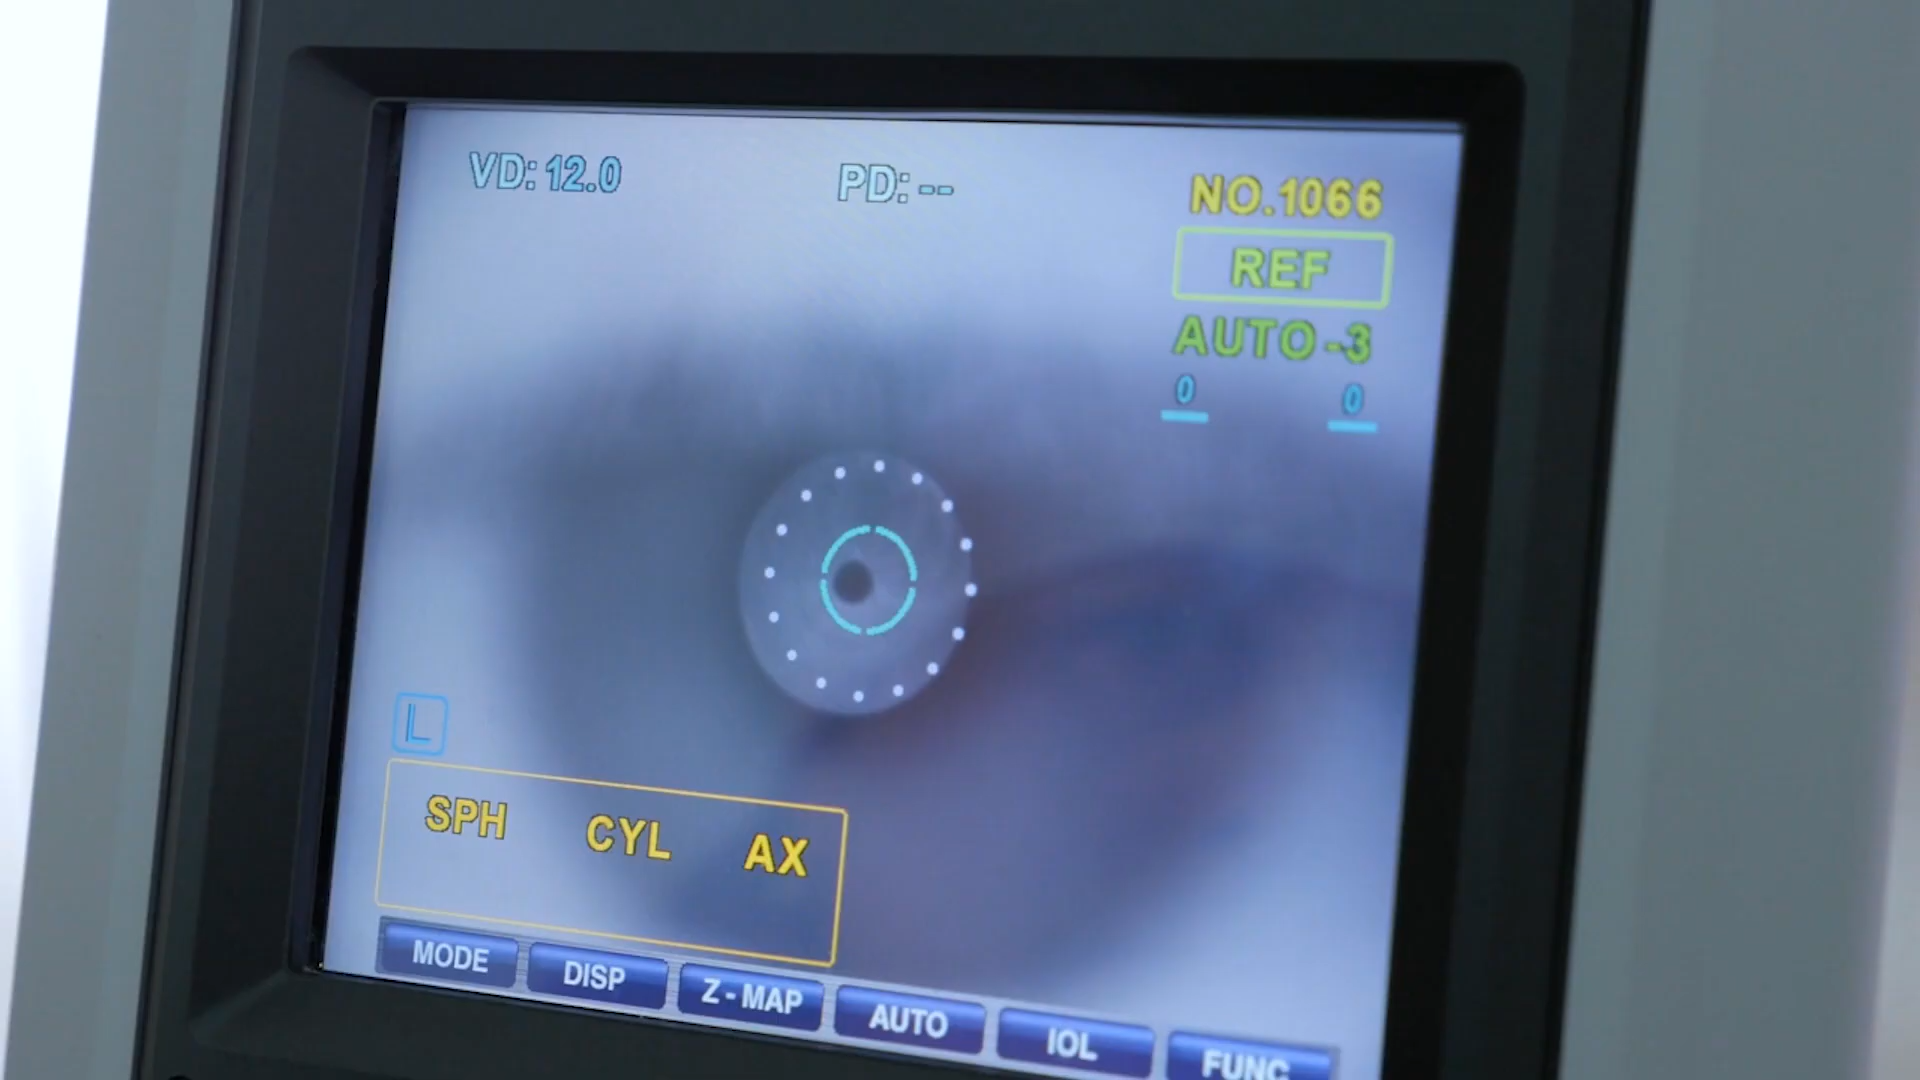 VD: 12.0
PD: --
NO.1066
REF
AUTO -3
0 0
L
SPH CYL AX
MODE DISP Z - MAP AUTO IOL FUNC